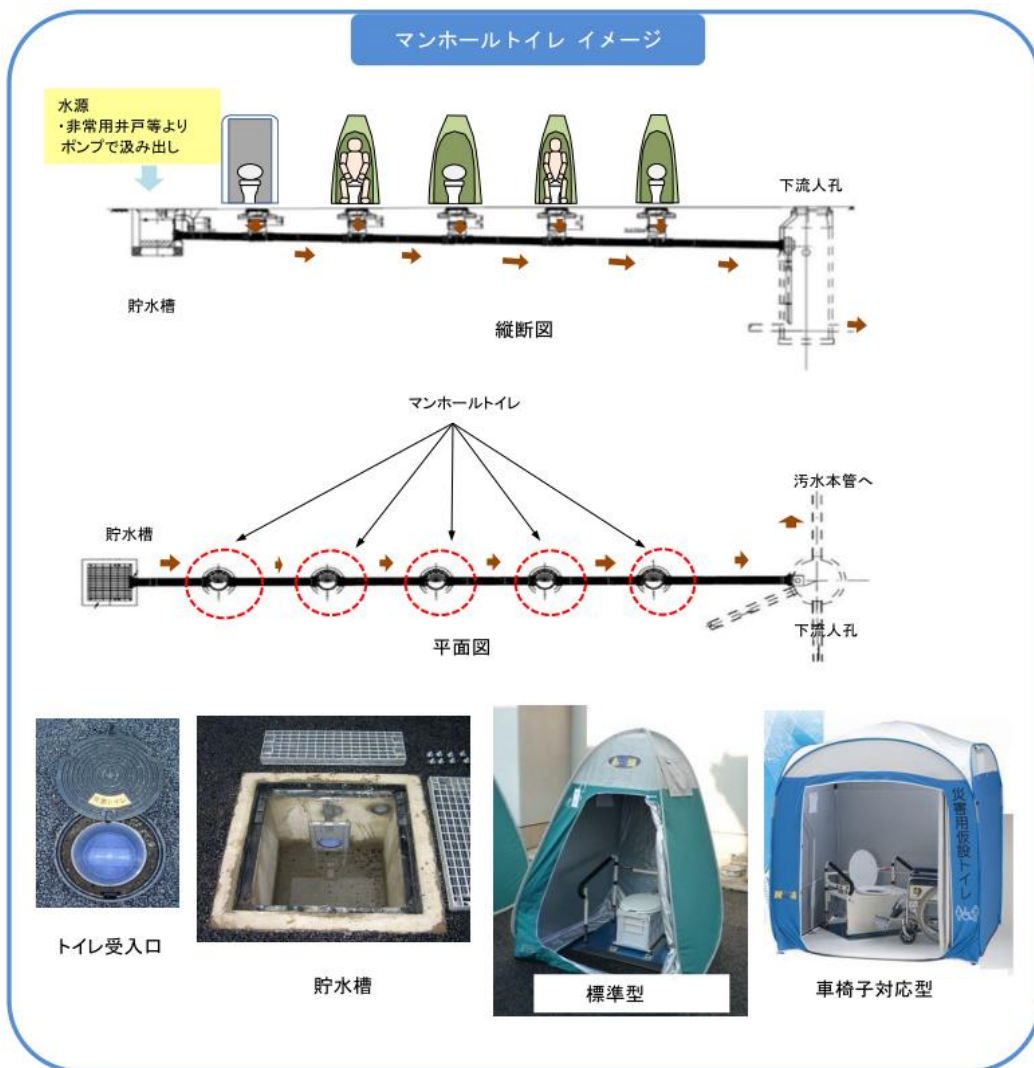 マンホールトイレ イメージ
水源
・非常用井戸等より
ポンプで汲み出し
下流人孔
貯水槽
縦断図
マンホールトイレ
汚水本管へ
貯水槽
下流人孔
平面図
災害用仮設トイレ
トイレ受入口
貯水槽
標準型
車椅子対応型